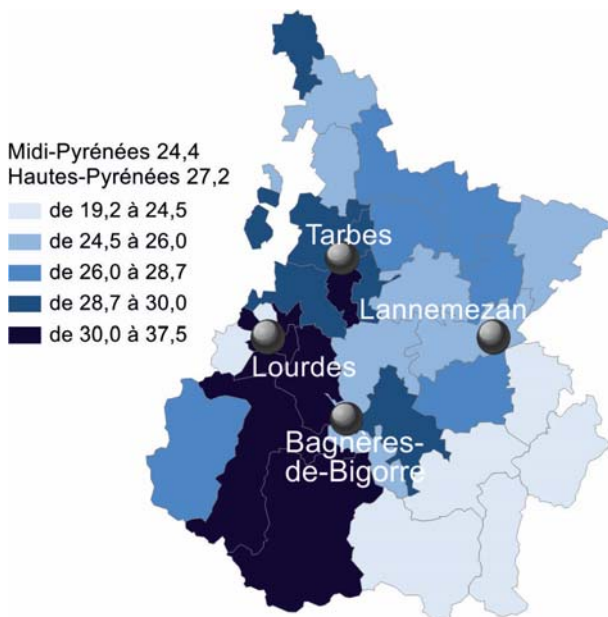 Midi-Pyrénées 24,4
Hautes-Pyrénées 27,2
de 19,2 à 24,5
de 24,5 à 26,0
de 26,0 à 28,7
de 28,7 à 30,0
de 30,0 à 37,5
Tarbes
Lannemezan
Lourdes
Bagnères-
de-Bigorre